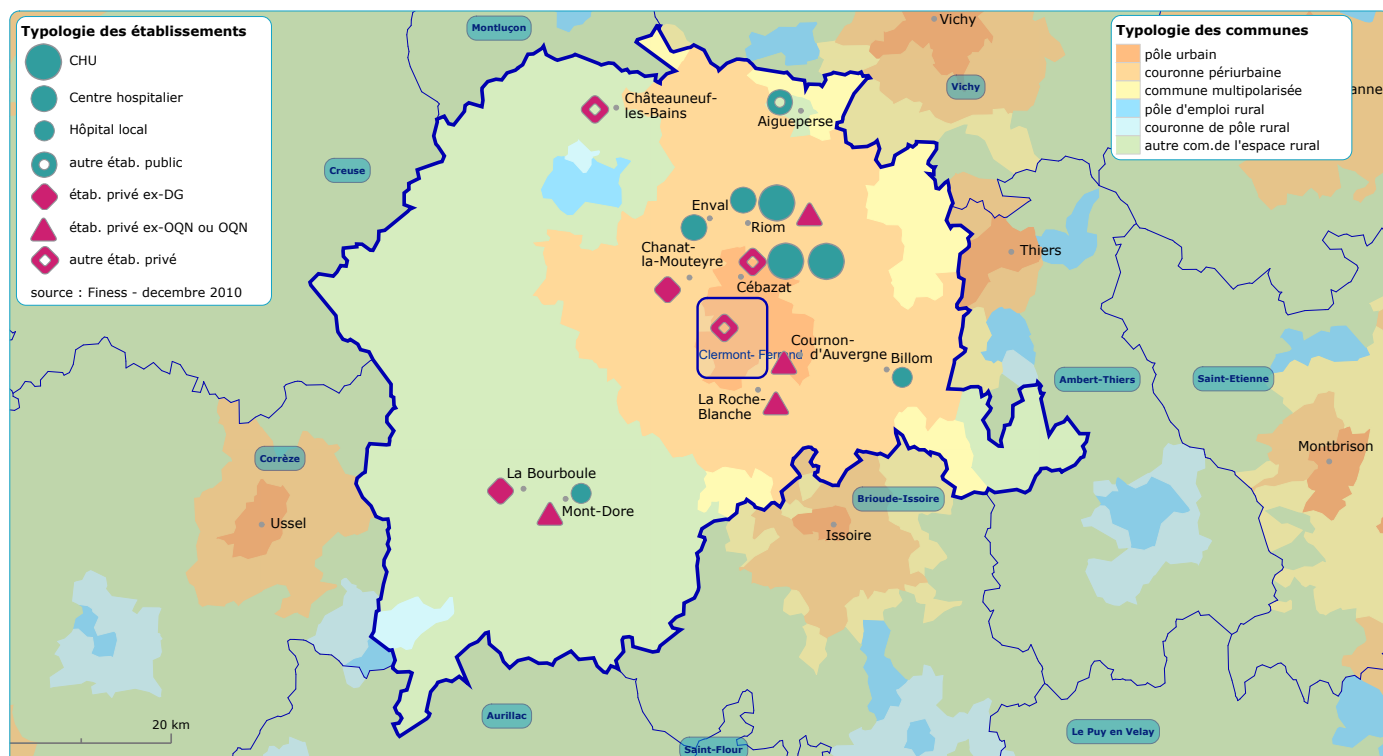 Typologie des établissements
CHU
Centre hospitalier
Hôpital local
autre étab. public
étab. privé ex-DG
étab. privé ex-OQN ou OQN
autre étab. privé
source : Finess - decembre 2010
Typologie des communes
pôle urbain
couronne périurbaine
commune multipolarisée
pôle d'emploi rural
couronne de pôle rural
autre com.de l'espace rural
Montluçon
Vichy
Vichy
anne
Châteauneuf-
les-Bains
Aigueperse
Creuse
Enval
Riom
Chanat-
la-Mouteyre
Cébazat
Thiers
Clermont- Ferrand
Cournon-
d'Auvergne
Billom
La Roche-
Blanche
Ambert-Thiers
Saint-Etienne
Montbrison
Corrèze
La Bourboule
Mont-Dore
Brioude-Issoire
Ussel
Issoire
Aurillac
Saint-Flour
Le Puy en Velay
20 km